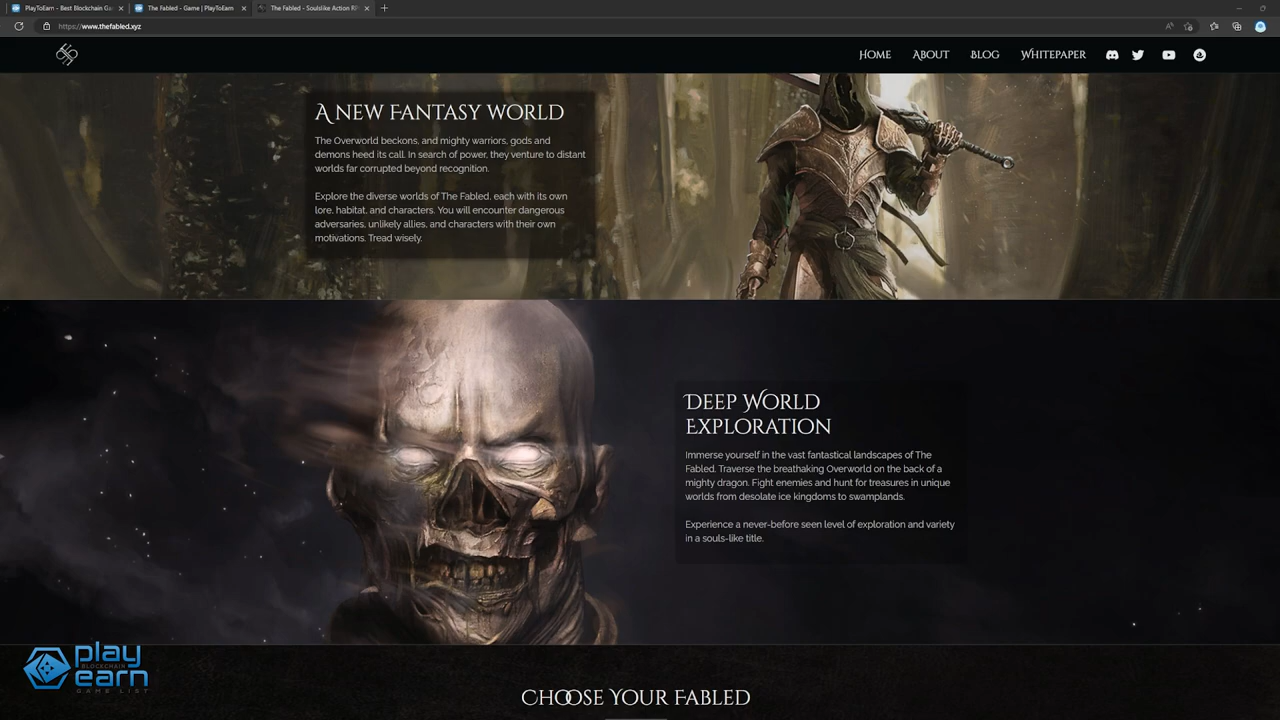 PlayToEarn - Best Blockchain Ga
The Fabled - Game | PlayToEarn
The Fabled - Soulslike Action RP
https://www.thefabled.xyz
Home
About
Blog
Whitepaper
A new Fantasy world
The Overworld beckons, and mighty warriors, gods and
demons heed its call. In search of power, they venture to distant
worlds far corrupted beyond recognition.
Explore the diverse worlds of The Fabled, each with its own
lore, habitat, and characters. You will encounter dangerous
adversaries, unlikely allies, and characters with their own
motivations. Tread wisely.
Deep World
Exploration
Immerse yourself in the vast fantastical landscapes of The
Fabled. Traverse the breathaking Overworld on the back of a
mighty dragon. Fight enemies and hunt for treasures in unique
worlds from desolate ice kingdoms to swamplands.
Experience a never-before seen level of exploration and variety
in a souls-like title.
play
BLOCKCHAIN
earn
GAME LIST
Choose Your Fabled